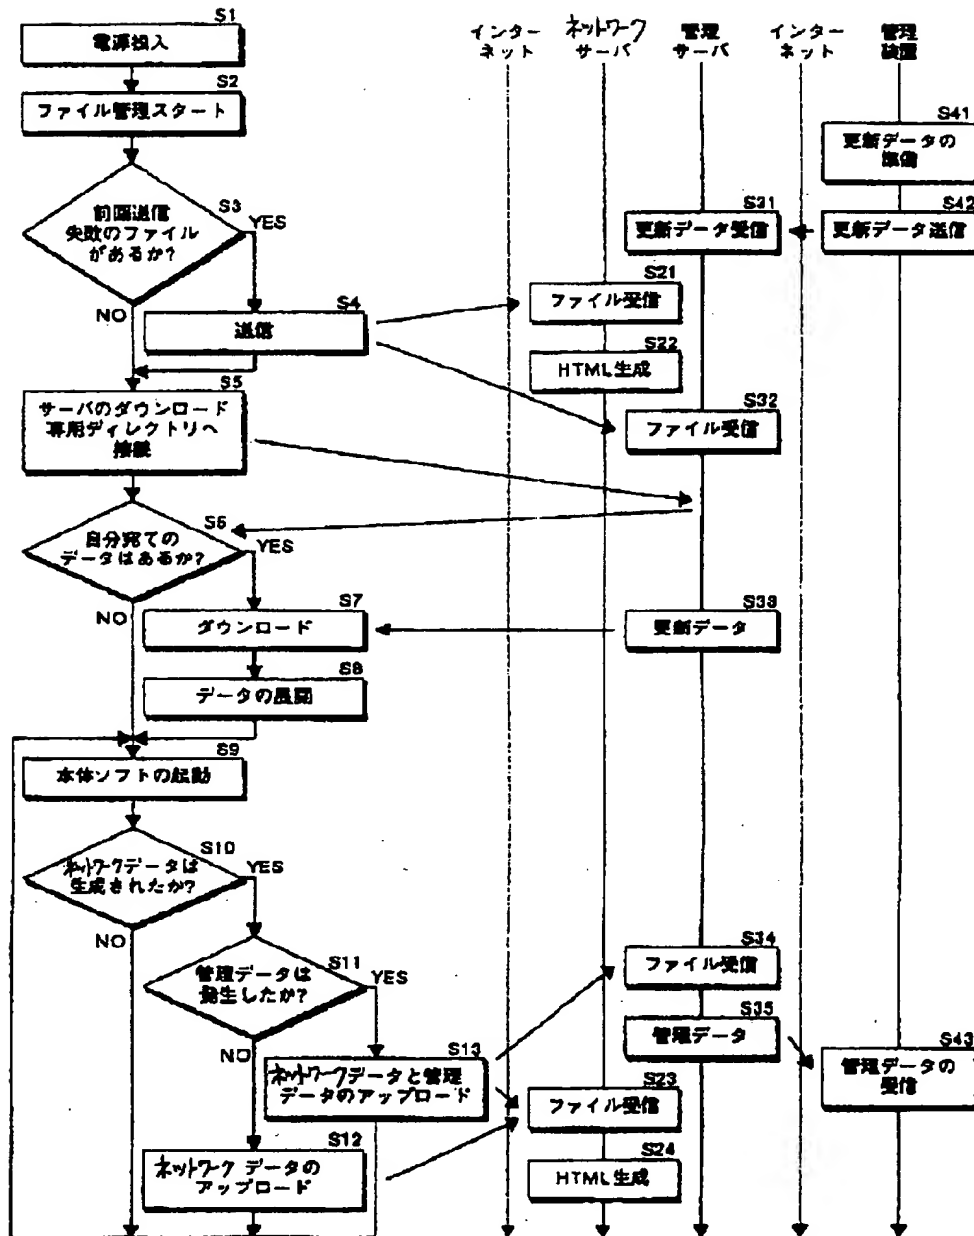 S1
電源投入
S2
ファイル管理スタート
S3
前回送信
失敗のファイル
があるか?
YES
NO
S4
送信
S5
サーバのダウンロード
専用ディレクトリへ
接続
S6
自分宛ての
データはあるか?
YES
NO
S7
ダウンロード
S8
データの展開
S9
本体ソフトの起動
S10
ネットワークデータは
生成されたか?
YES
NO
S11
管理データは
発生したか?
YES
NO
S13
ネットワークデータと管理
データのアップロード
S12
ネットワークデータの
アップロード
インター
ネット
ネットワーク
サーバ
管理
サーバ
インター
ネット
管理
装置
S21
ファイル受信
S22
HTML生成
S23
ファイル受信
S24
HTML生成
S31
更新データ受信
S32
ファイル受信
S33
更新データ
S34
ファイル受信
S35
管理データ
S41
更新データの
準備
S42
更新データ送信
S43
管理データの
受信